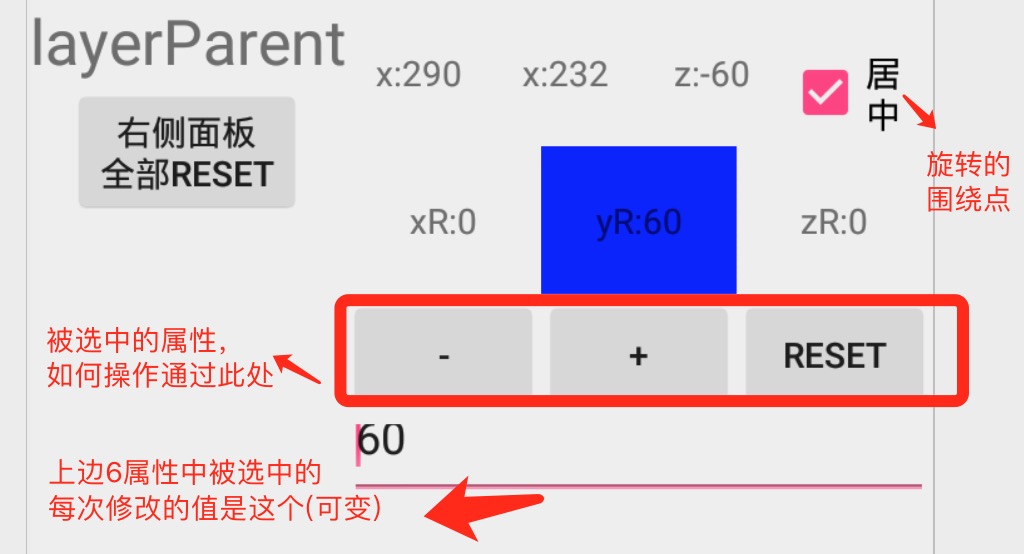 layerParent
x:290 x:232 z:-60
居
中
右侧面板
全部RESET
旋转的
围绕点
xR:0 yR:60 zR:0
被选中的属性，
如何操作通过此处
- + RESET
60
上边6属性中被选中的
每次修改的值是这个(可变)